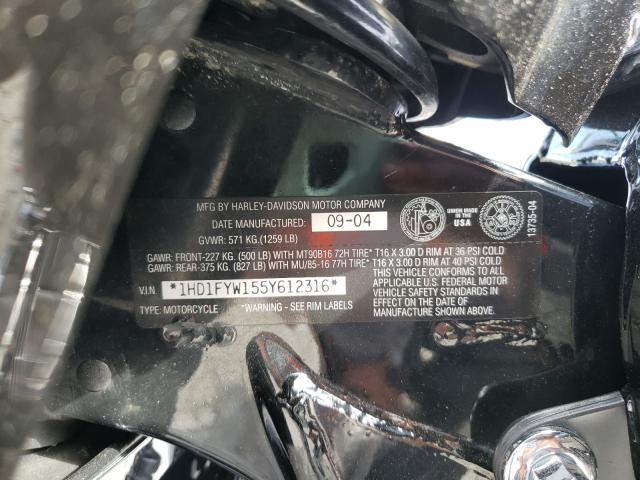 MFG BY HARLEY-DAVIDSON MOTOR COMPANY
DATE MANUFACTURED: 09-04
GVWR: 571 KG.(1259 LB)
UNION MADE IN THE USA
13735-04
GAWR: FRONT-227 KG. (500 LB) WITH MT90B16 72H TIRE* T16 X 3.00 D RIM AT 36 PSI COLD
GAWR: REAR-375 KG. (827 LB) WITH MU/85-16 77H TIRE* T16 X 3.00 D RIM AT 40 PSI COLD
V.I.N *1HD1FYW155Y612316*
TYPE: MOTORCYCLE *WARNING - SEE RIM LABELS
THIS VEHICLE CONFORMS TO ALL
APPLICABLE U.S. FEDERAL MOTOR
VEHICLE SAFETY STANDARDS IN
EFFECT ON THE DATE OF
MANUFACTURE SHOWN ABOVE.